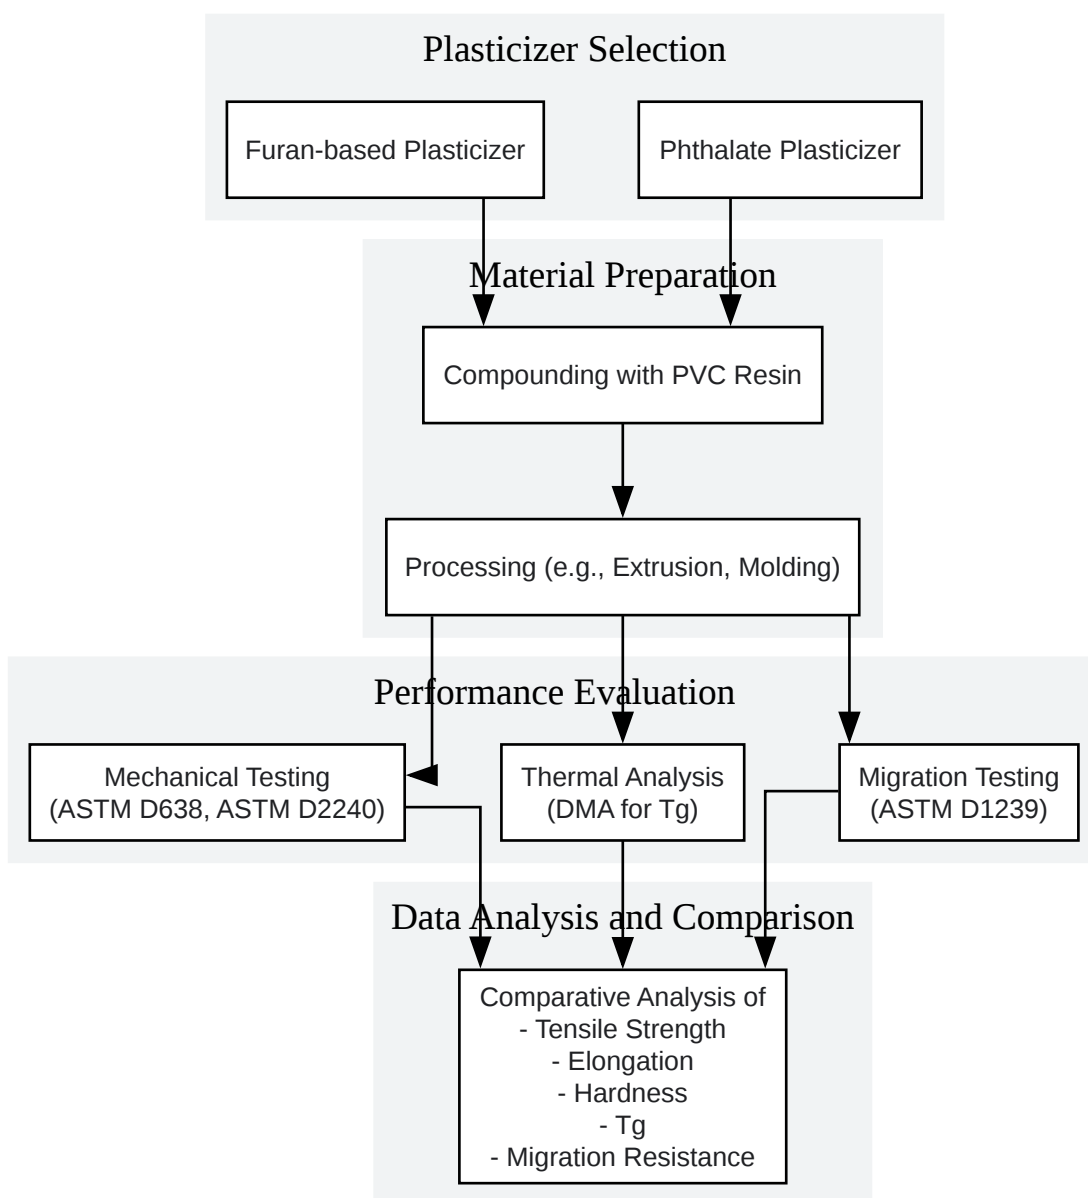 Plasticizer Selection
Furan-based Plasticizer
Phthalate Plasticizer
Material Preparation
Compounding with PVC Resin
Processing (e.g., Extrusion, Molding)
Performance Evaluation
Mechanical Testing
(ASTM D638, ASTM D2240)
Thermal Analysis
(DMA for Tg)
Migration Testing
(ASTM D1239)
Data Analysis and Comparison
Comparative Analysis of
- Tensile Strength
- Elongation
- Hardness
- Tg
- Migration Resistance